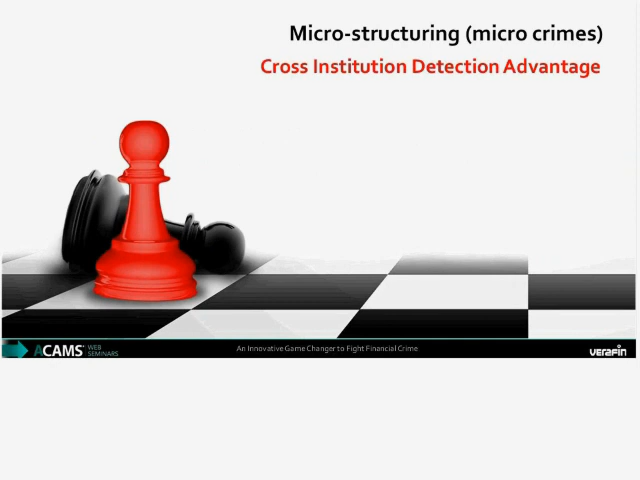 Micro-structuring (micro crimes)
Cross Institution Detection Advantage
ACAMS WEB
SEMINARS
An Innovative Game Changer to Fight Financial Crime
verafin